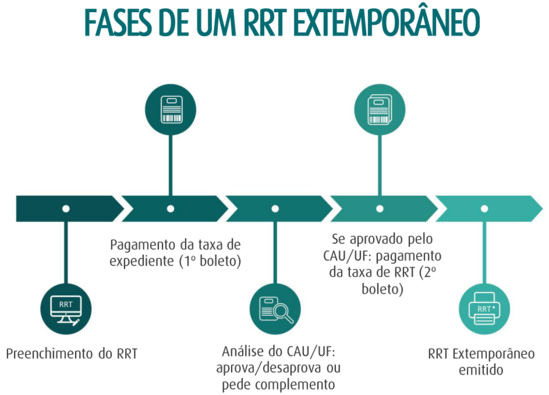 FASES DE UM RRT EXTEMPORÂNEO
RRT
Preenchimento do RRT
Pagamento da taxa de
expediente (1º boleto)
Análise do CAU/UF:
aprova/desaprova ou
pede complemento
Se aprovado pelo
CAU/UF: pagamento
da taxa de RRT (2º
boleto)
RRT*
RRT Extemporâneo
emitido